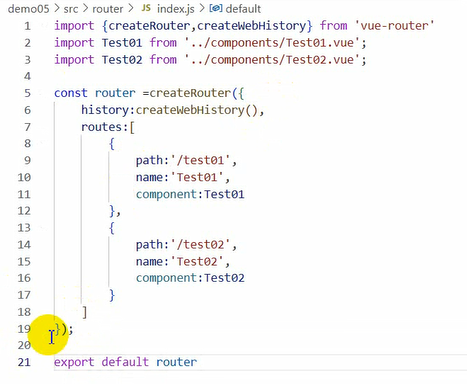 demo05 > src > router > JS index.js > default
1 import {createRouter,createWebHistory} from 'vue-router'
2 import Test01 from '../components/Test01.vue';
3 import Test02 from '../components/Test02.vue';
4
5 const router =createRouter({
6     history:createWebHistory(),
7     routes:[
8         {
9             path:'/test01',
10             name:'Test01',
11             component:Test01
12         },
13         {
14             path:'/test02',
15             name:'Test02',
16             component:Test02
17         }
18     ]
19 });
20
21 export default router